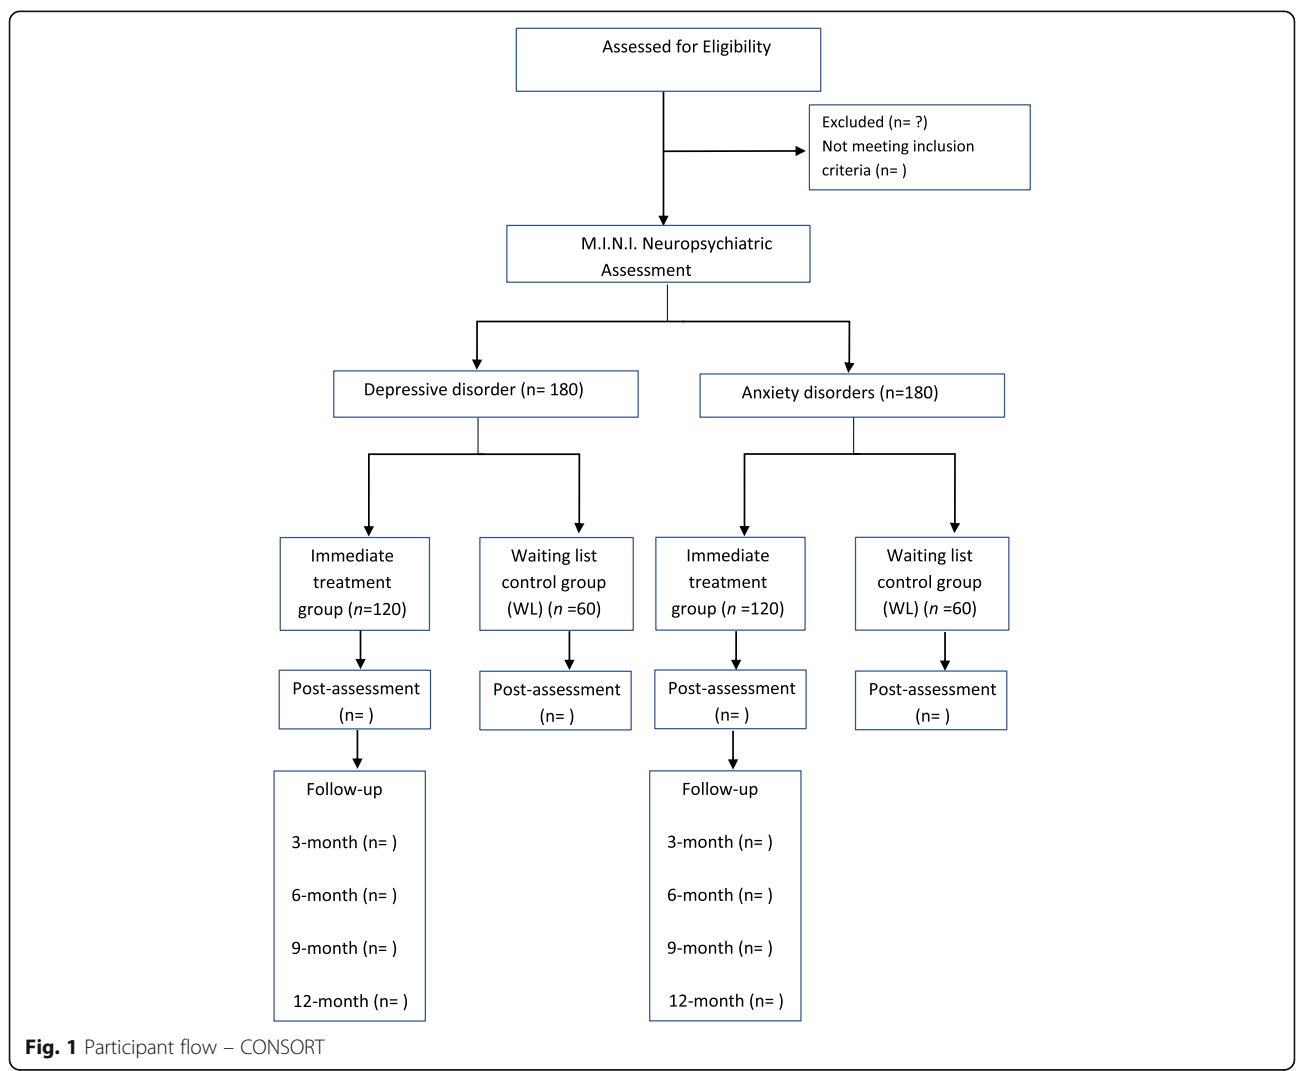 Assessed for Eligibility
Excluded (n= ?)
Not meeting inclusion
criteria (n= )
M.I.N.I. Neuropsychiatric
Assessment
Depressive disorder (n= 180)
Anxiety disorders (n=180)
Immediate
treatment
group (n=120)
Waiting list
control group
(WL) (n =60)
Immediate
treatment
group (n =120)
Waiting list
control group
(WL) (n =60)
Post-assessment
(n= )
Post-assessment
(n= )
Post-assessment
(n= )
Post-assessment
(n= )
Follow-up
3-month (n= )
6-month (n= )
9-month (n= )
12-month (n= )
Follow-up
3-month (n= )
6-month (n= )
9-month (n= )
12-month (n= )
Fig. 1 Participant flow – CONSORT